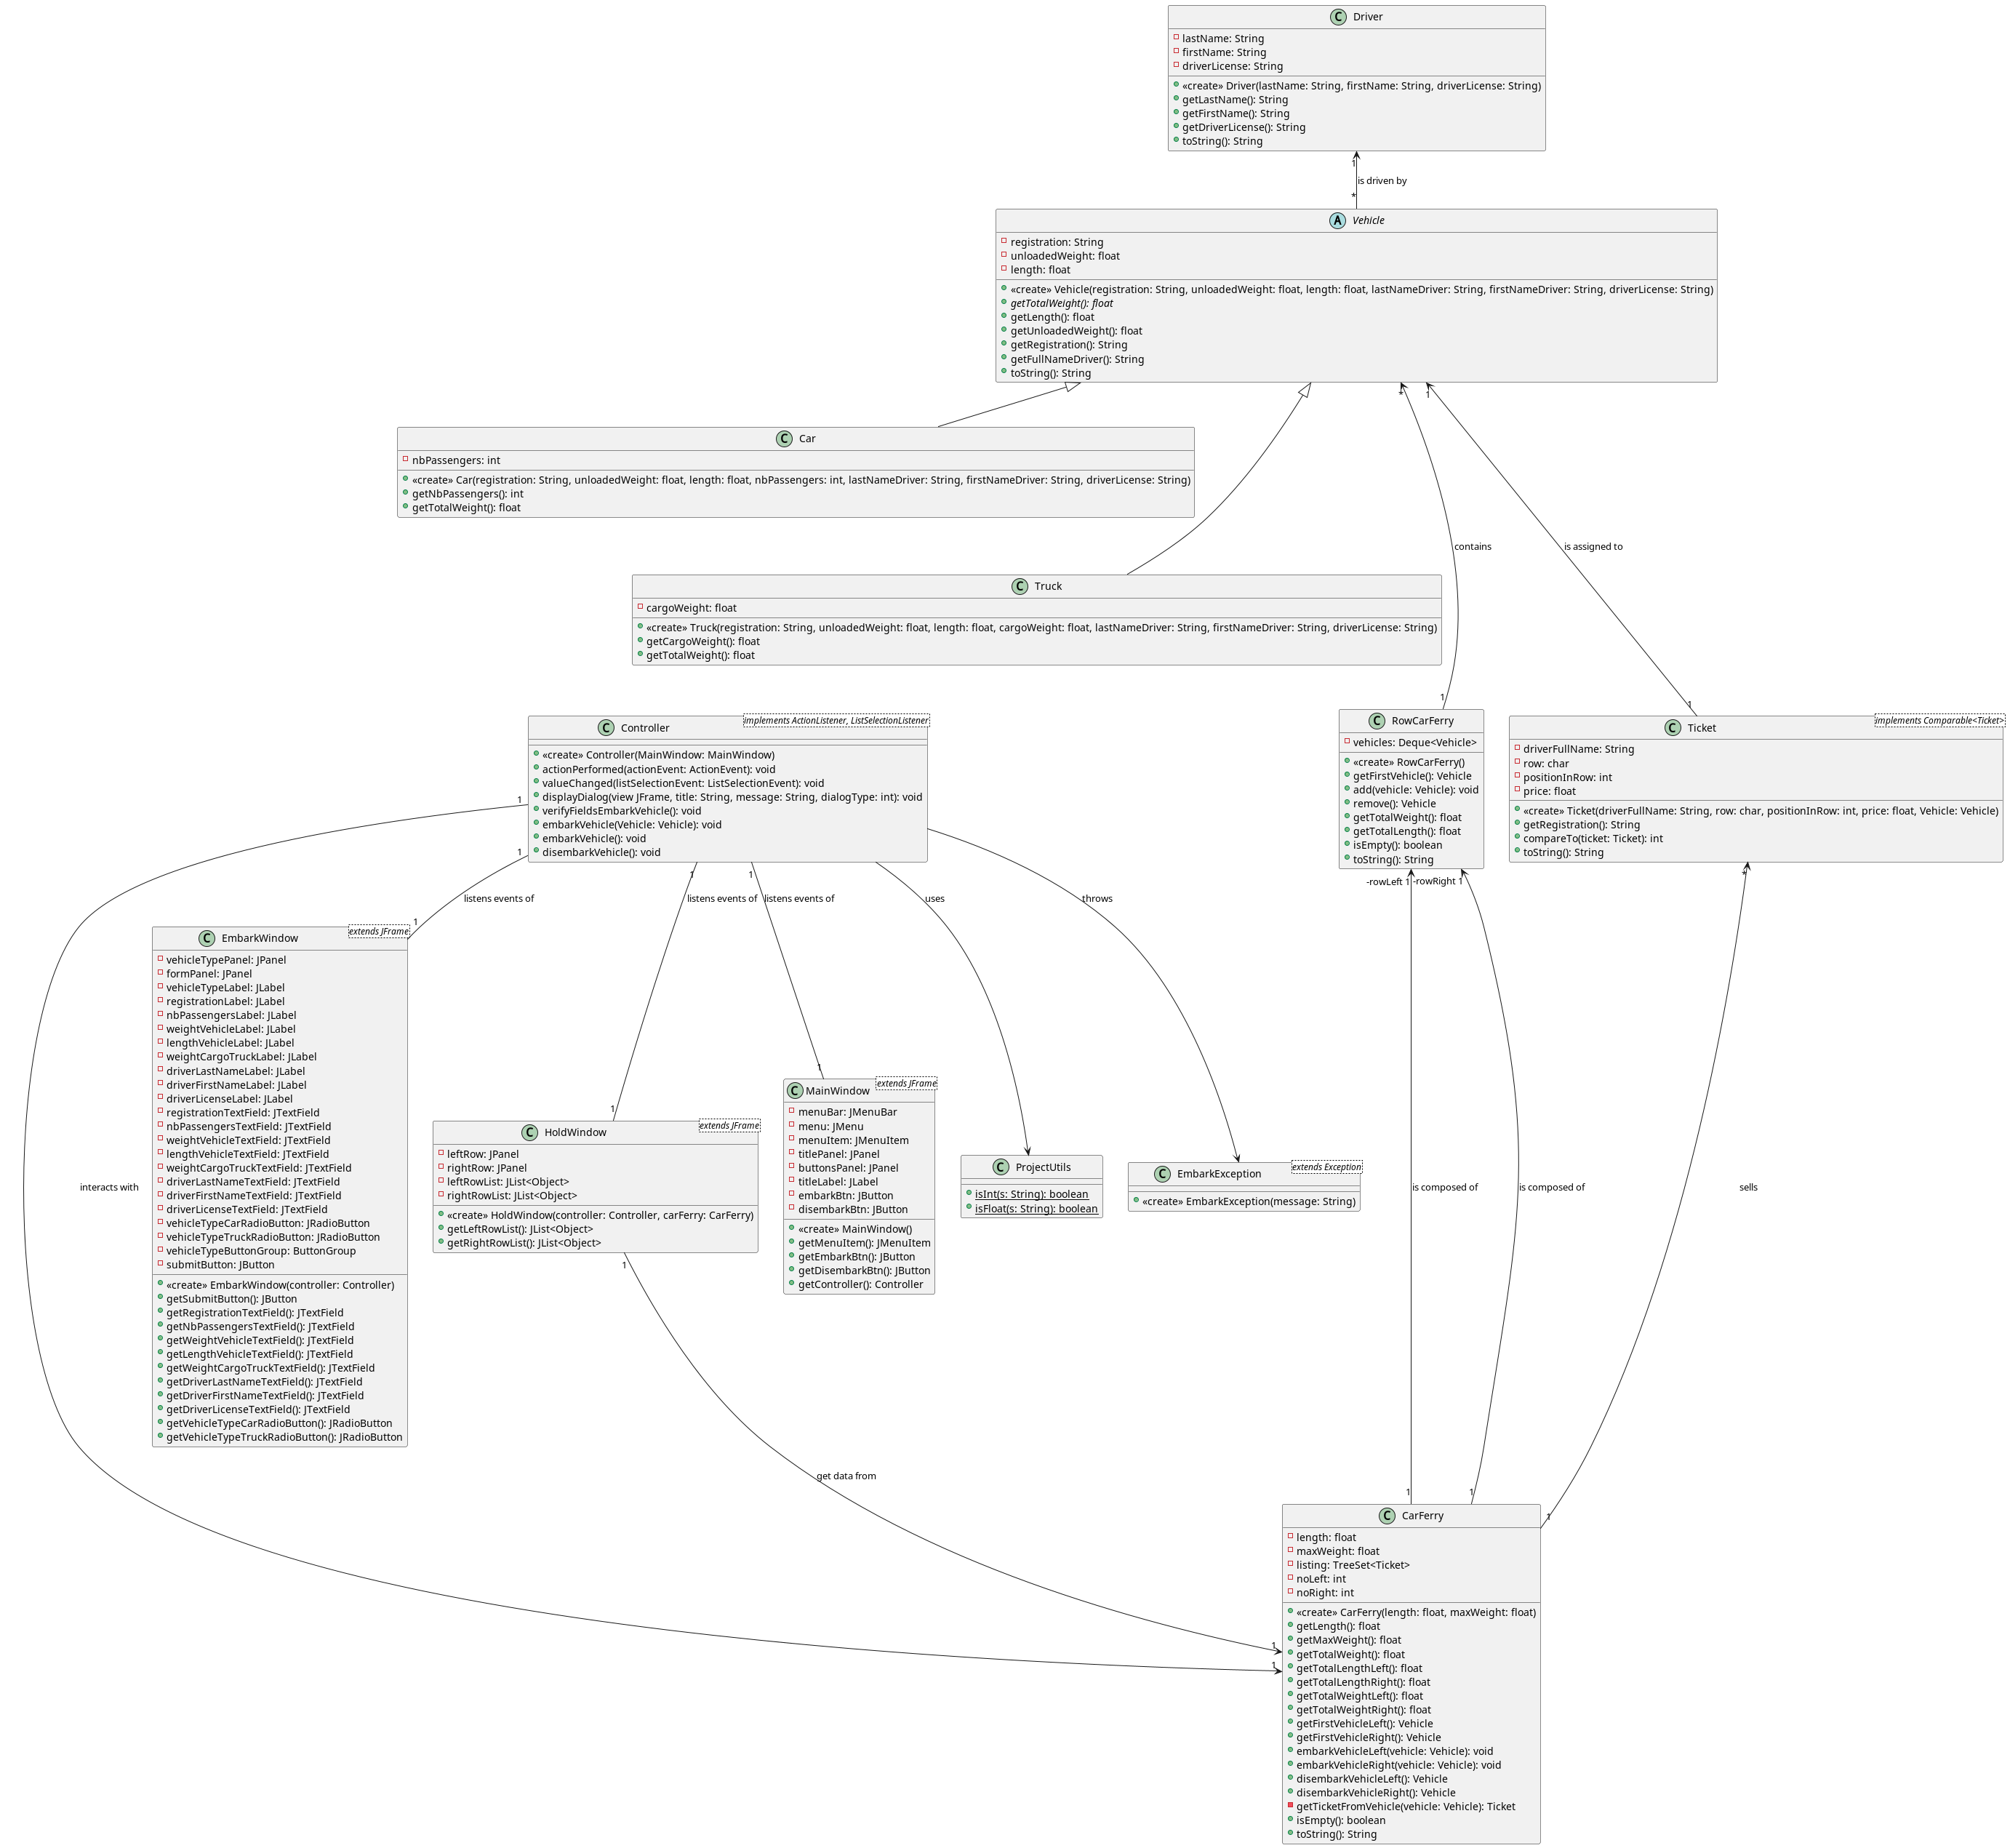 C Driver
lastName: String
firstName: String
driverLicense: String
«create» Driver(lastName: String, firstName: String, driverLicense: String)
getLastName(): String
getFirstName(): String
getDriverLicense(): String
toString(): String
1
is driven by
*
A Vehicle
registration: String
unloadedWeight: float
length: float
«create» Vehicle(registration: String, unloadedWeight: float, length: float, lastNameDriver: String, firstNameDriver: String, driverLicense: String)
getTotalWeight(): float
getLength(): float
getUnloadedWeight(): float
getRegistration(): String
getFullNameDriver(): String
toString(): String
*
1
C Car
nbPassengers: int
«create» Car(registration: String, unloadedWeight: float, length: float, nbPassengers: int, lastNameDriver: String, firstNameDriver: String, driverLicense: String)
getNbPassengers(): int
getTotalWeight(): float
contains
is assigned to
C Truck
cargoWeight: float
«create» Truck(registration: String, unloadedWeight: float, length: float, cargoWeight: float, lastNameDriver: String, firstNameDriver: String, driverLicense: String)
getCargoWeight(): float
getTotalWeight(): float
1
1
C Controller
implements ActionListener, ListSelectionListener
«create» Controller(MainWindow: MainWindow)
actionPerformed(actionEvent: ActionEvent): void
valueChanged(listSelectionEvent: ListSelectionEvent): void
displayDialog(view JFrame, title: String, message: String, dialogType: int): void
verifyFieldsEmbarkVehicle(): void
embarkVehicle(Vehicle: Vehicle): void
embarkVehicle(): void
disembarkVehicle(): void
C RowCarFerry
vehicles: Deque<Vehicle>
«create» RowCarFerry()
getFirstVehicle(): Vehicle
add(vehicle: Vehicle): void
remove(): Vehicle
getTotalWeight(): float
getTotalLength(): float
isEmpty(): boolean
toString(): String
C Ticket
implements Comparable<Ticket>
driverFullName: String
row: char
positionInRow: int
price: float
«create» Ticket(driverFullName: String, row: char, positionInRow: int, price: float, Vehicle: Vehicle)
getRegistration(): String
compareTo(ticket: Ticket): int
toString(): String
1
1
1
1
-rowLeft 1
-rowRight 1
*
listens events of
listens events of
listens events of
uses
throws
1
C EmbarkWindow
extends JFrame
vehicleTypePanel: JPanel
formPanel: JPanel
vehicleTypeLabel: JLabel
registrationLabel: JLabel
nbPassengersLabel: JLabel
weightVehicleLabel: JLabel
lengthVehicleLabel: JLabel
weightCargoTruckLabel: JLabel
driverLastNameLabel: JLabel
driverFirstNameLabel: JLabel
driverLicenseLabel: JLabel
registrationTextField: JTextField
nbPassengersTextField: JTextField
weightVehicleTextField: JTextField
lengthVehicleTextField: JTextField
weightCargoTruckTextField: JTextField
driverLastNameTextField: JTextField
driverFirstNameTextField: JTextField
driverLicenseTextField: JTextField
vehicleTypeCarRadioButton: JRadioButton
vehicleTypeTruckRadioButton: JRadioButton
vehicleTypeButtonGroup: ButtonGroup
submitButton: JButton
«create» EmbarkWindow(controller: Controller)
getSubmitButton(): JButton
getRegistrationTextField(): JTextField
getNbPassengersTextField(): JTextField
getWeightVehicleTextField(): JTextField
getLengthVehicleTextField(): JTextField
getWeightCargoTruckTextField(): JTextField
getDriverLastNameTextField(): JTextField
getDriverFirstNameTextField(): JTextField
getDriverLicenseTextField(): JTextField
getVehicleTypeCarRadioButton(): JRadioButton
getVehicleTypeTruckRadioButton(): JRadioButton
interacts with
1
C HoldWindow
extends JFrame
leftRow: JPanel
rightRow: JPanel
leftRowList: JList<Object>
rightRowList: JList<Object>
«create» HoldWindow(controller: Controller, carFerry: CarFerry)
getLeftRowList(): JList<Object>
getRightRowList(): JList<Object>
1
1
C MainWindow
extends JFrame
menuBar: JMenuBar
menu: JMenu
menuItem: JMenuItem
titlePanel: JPanel
buttonsPanel: JPanel
titleLabel: JLabel
embarkBtn: JButton
disembarkBtn: JButton
«create» MainWindow()
getMenuItem(): JMenuItem
getEmbarkBtn(): JButton
getDisembarkBtn(): JButton
getController(): Controller
C ProjectUtils
isInt(s: String): boolean
isFloat(s: String): boolean
C EmbarkException
extends Exception
«create» EmbarkException(message: String)
is composed of
is composed of
sells
get data from
1
1
1
1
1
C CarFerry
length: float
maxWeight: float
listing: TreeSet<Ticket>
noLeft: int
noRight: int
«create» CarFerry(length: float, maxWeight: float)
getLength(): float
getMaxWeight(): float
getTotalWeight(): float
getTotalLengthLeft(): float
getTotalLengthRight(): float
getTotalWeightLeft(): float
getTotalWeightRight(): float
getFirstVehicleLeft(): Vehicle
getFirstVehicleRight(): Vehicle
embarkVehicleLeft(vehicle: Vehicle): void
embarkVehicleRight(vehicle: Vehicle): void
disembarkVehicleLeft(): Vehicle
disembarkVehicleRight(): Vehicle
getTicketFromVehicle(vehicle: Vehicle): Ticket
isEmpty(): boolean
toString(): String